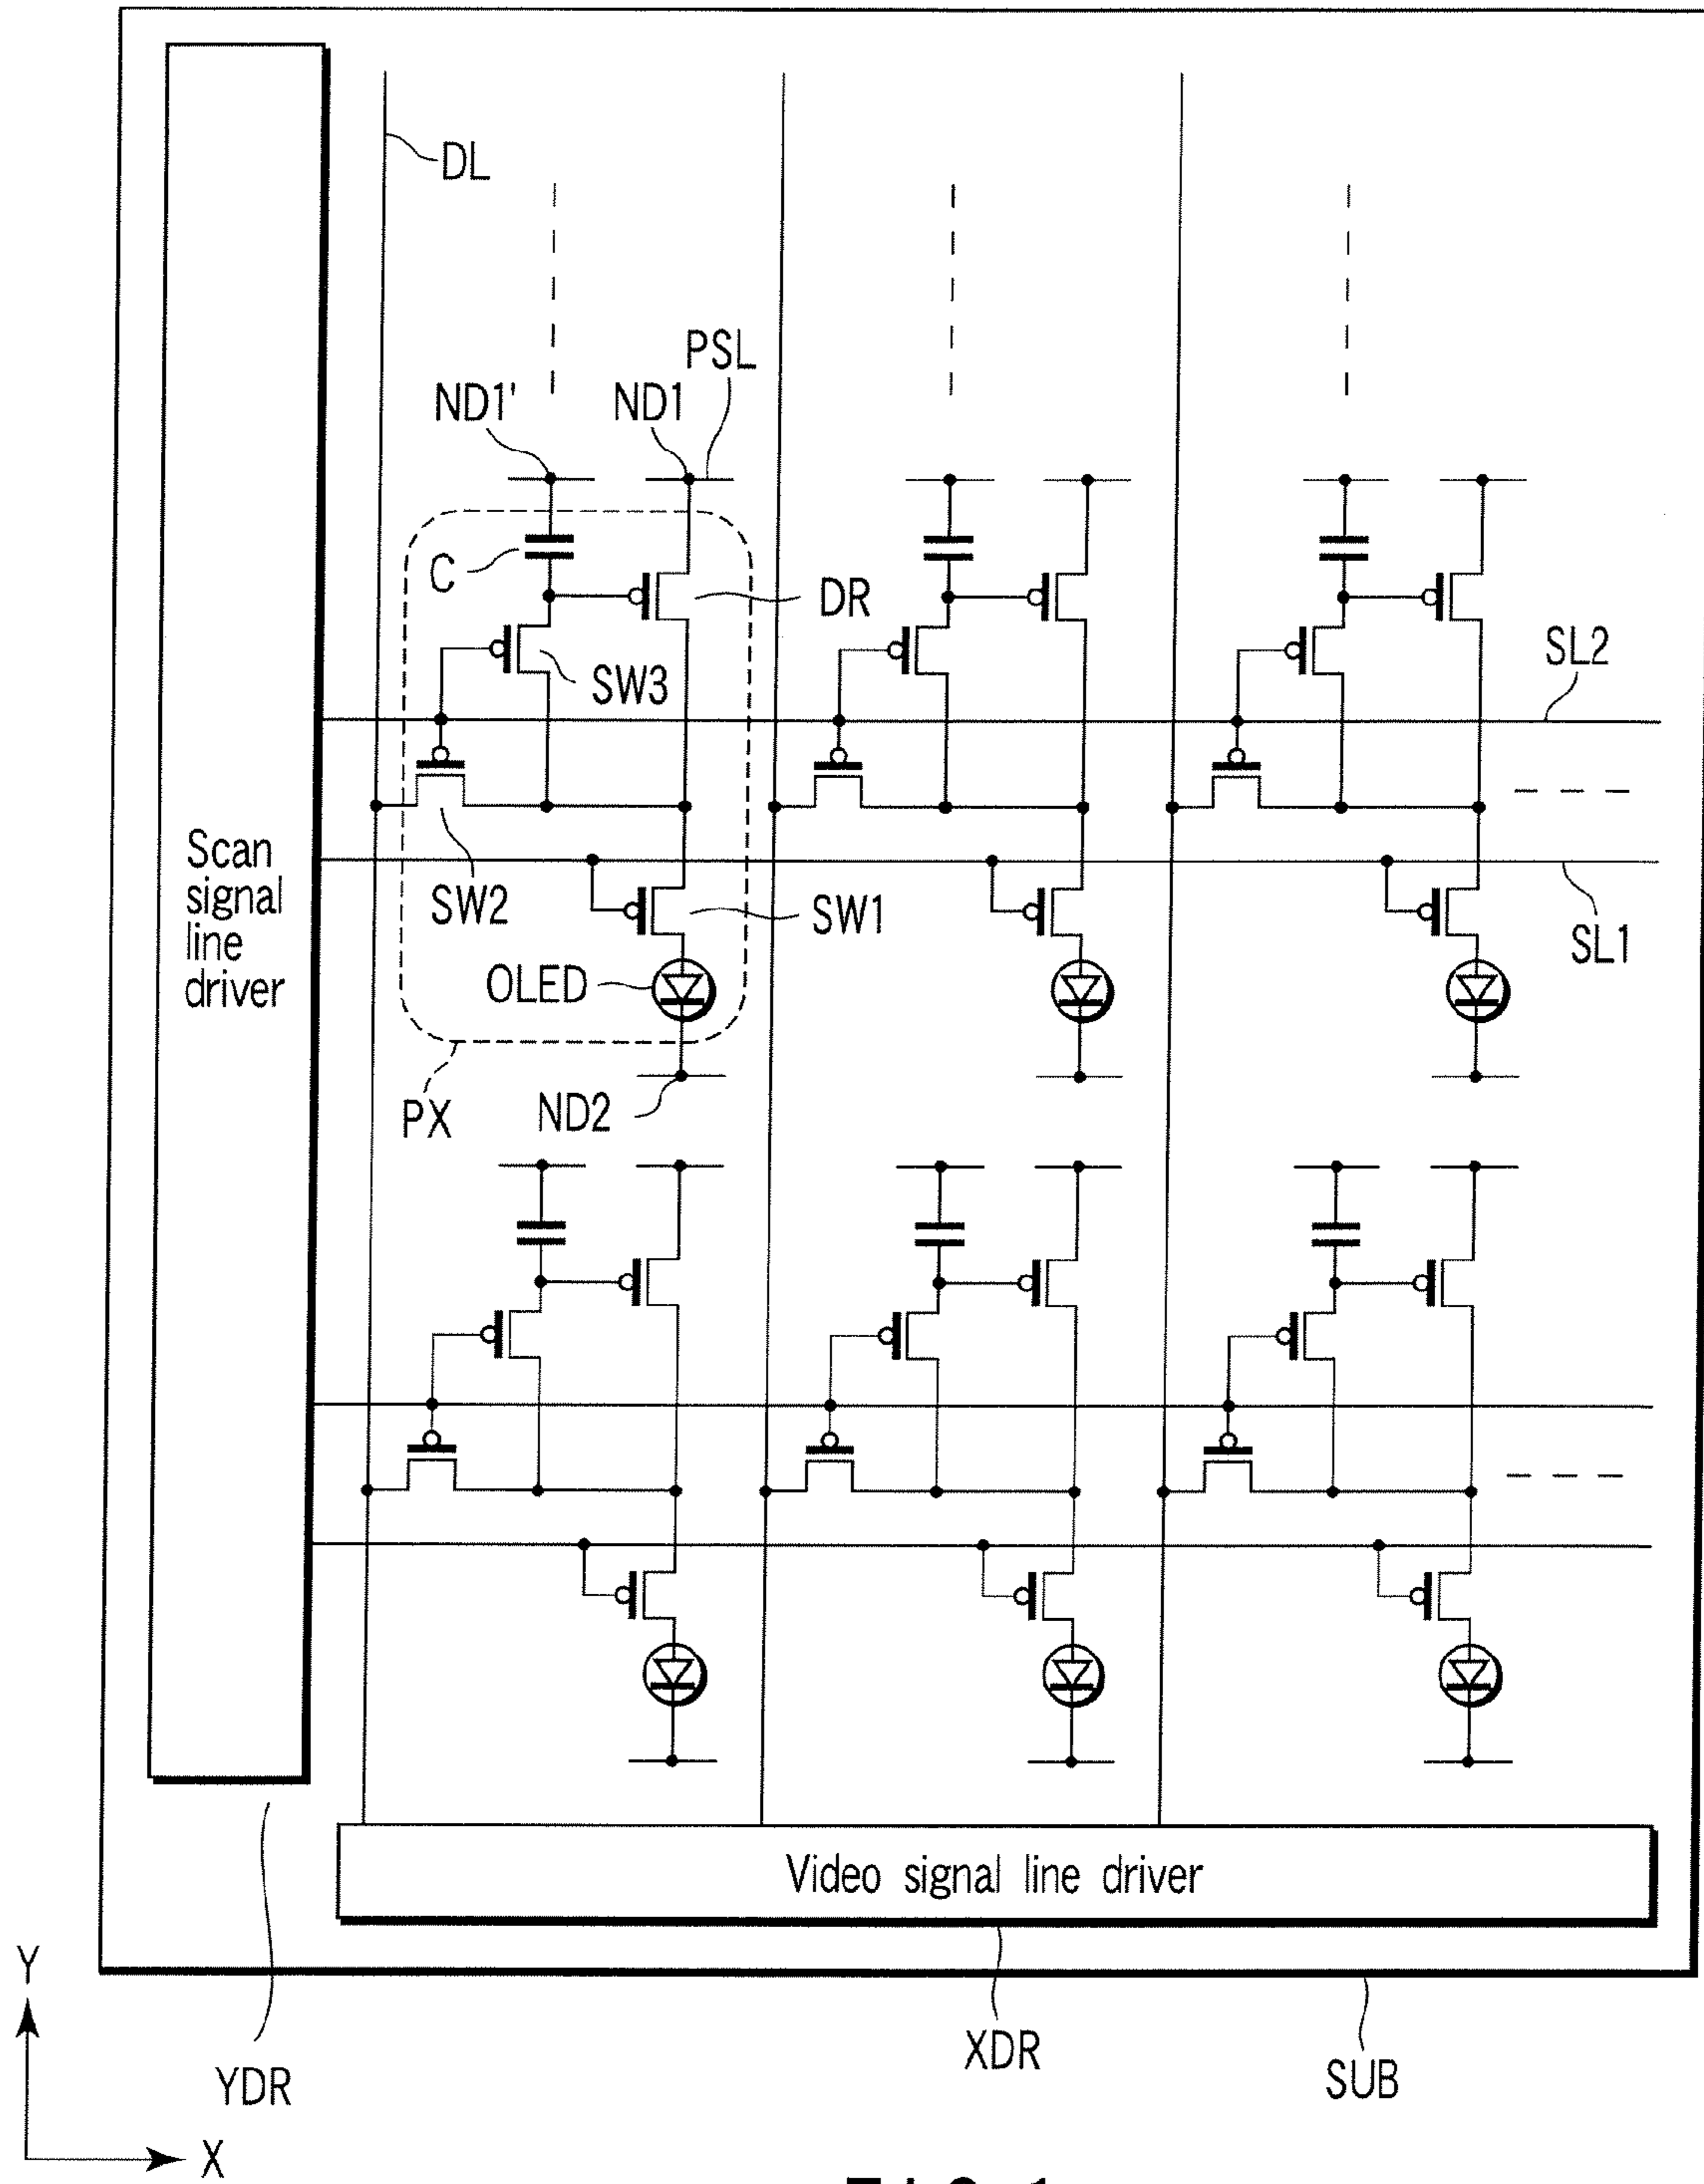 DL
PSL
ND1' ND1
C
DR
SW3
SL2
Scan
signal
line
driver
SW2
SW1
SL1
OLED
PX
ND2
Video signal line driver
Y
XDR
SUB
YDR
X